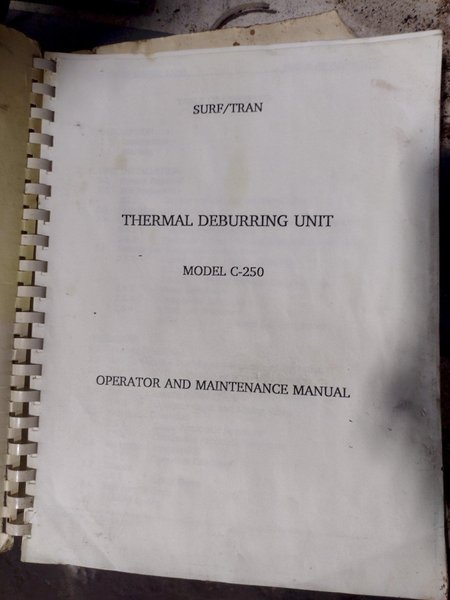 SURF/TRAN
THERMAL DEBURRING UNIT
MODEL C-250
OPERATOR AND MAINTENANCE MANUAL